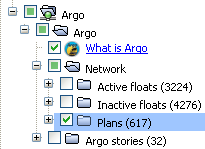 Argo
Argo
What is Argo
Network
Active floats (3224)
Inactive floats (4276)
Plans (617)
Argo stories (32)